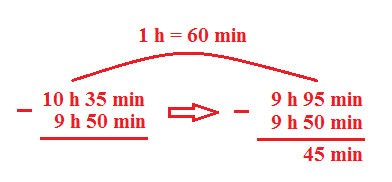 1 h = 60 min
– 10 h 35 min
9 h 50 min
– 9 h 95 min
9 h 50 min
45 min